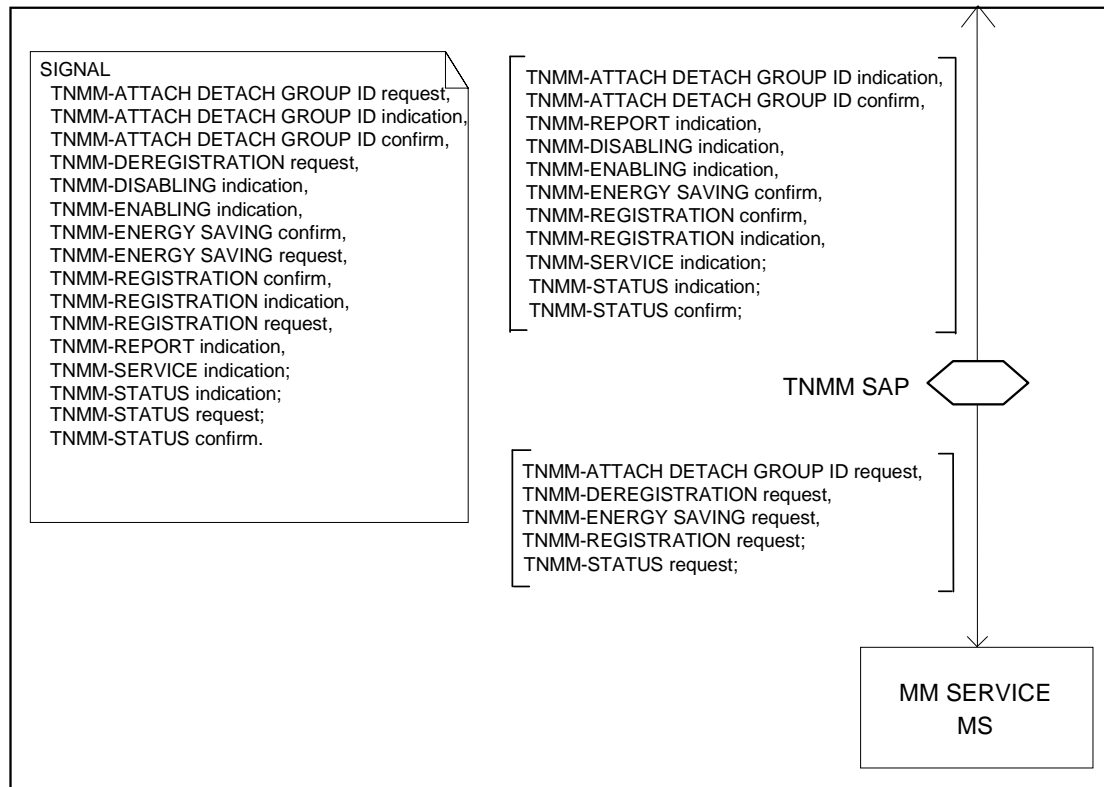 SIGNAL
TNMM-ATTACH DETACH GROUP ID request,
TNMM-ATTACH DETACH GROUP ID indication,
TNMM-ATTACH DETACH GROUP ID confirm,
TNMM-DEREGISTRATION request,
TNMM-DISABLING indication,
TNMM-ENABLING indication,
TNMM-ENERGY SAVING confirm,
TNMM-ENERGY SAVING request,
TNMM-REGISTRATION confirm,
TNMM-REGISTRATION indication,
TNMM-REGISTRATION request,
TNMM-REPORT indication,
TNMM-SERVICE indication;
TNMM-STATUS indication;
TNMM-STATUS request;
TNMM-STATUS confirm.
TNMM-ATTACH DETACH GROUP ID indication,
TNMM-ATTACH DETACH GROUP ID confirm,
TNMM-REPORT indication,
TNMM-DISABLING indication,
TNMM-ENABLING indication,
TNMM-ENERGY SAVING confirm,
TNMM-REGISTRATION confirm,
TNMM-REGISTRATION indication,
TNMM-SERVICE indication;
TNMM-STATUS indication;
TNMM-STATUS confirm;
TNMM SAP
TNMM-ATTACH DETACH GROUP ID request,
TNMM-DEREGISTRATION request,
TNMM-ENERGY SAVING request,
TNMM-REGISTRATION request;
TNMM-STATUS request;
MM SERVICE
MS